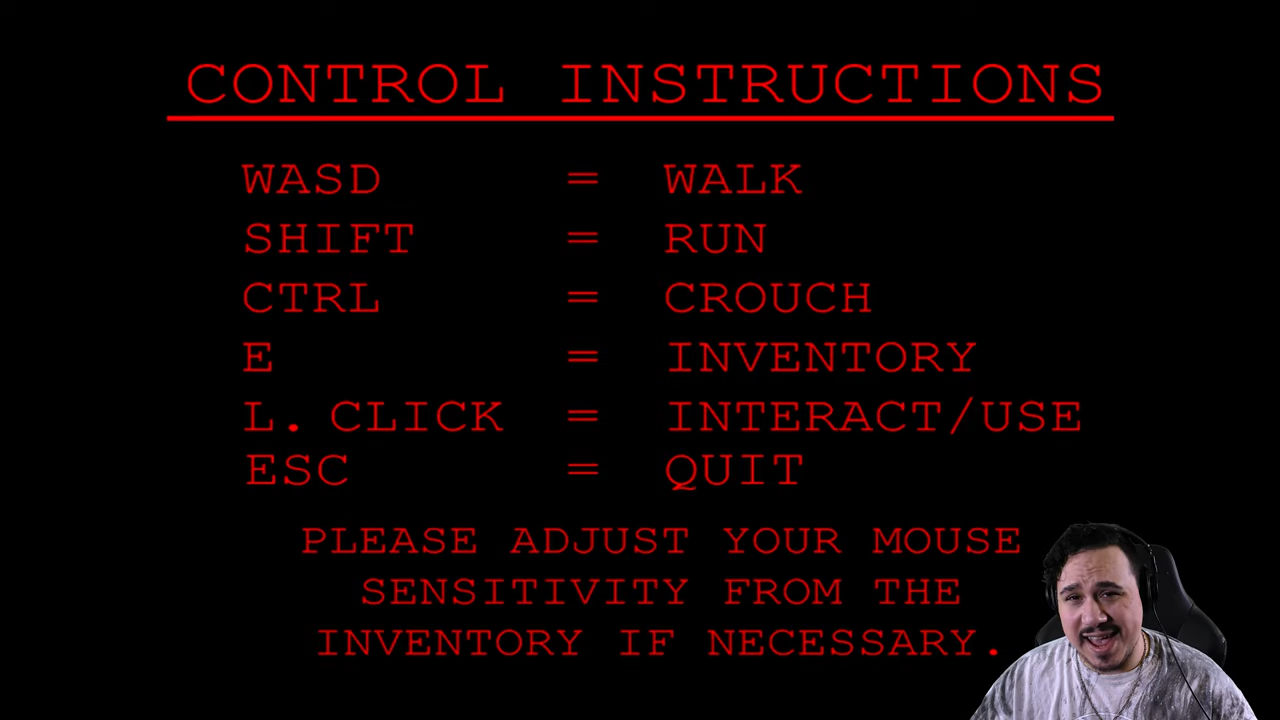 CONTROL INSTRUCTIONS
WASD = WALK
SHIFT = RUN
CTRL = CROUCH
E = INVENTORY
L. CLICK = INTERACT/USE
ESC = QUIT
PLEASE ADJUST YOUR MOUSE
SENSITIVITY FROM THE
INVENTORY IF NECESSARY.